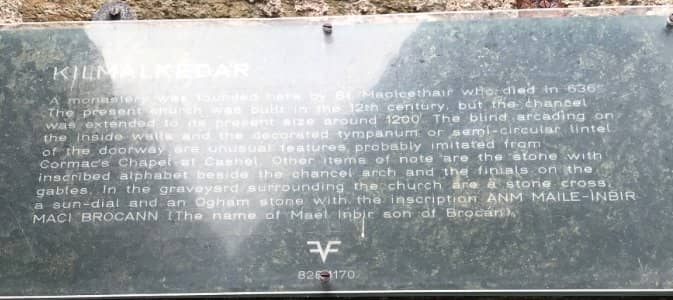 KILMALKEDAR
A monastery was founded here by St Maolcethair who died in 636
The present church was built in the 12th century, but the chancel
was extended to its present size around 1200 The blind arcading on
the inside walls and the decorated tympanum or semi-circular lintel
of the doorway are unusual features probably imitated from
Cormac's Chapel at Cashel. Other items of note are the stone with
inscribed alphabet beside the chancel arch and the finials on the
gables. In the graveyard surrounding the church are a stone cross,
a sun-dial and an Ogham stone with the inscription ANM MAILE-INBIR
MACI BROCANN (The name of Mael Inbir son of Brocan).